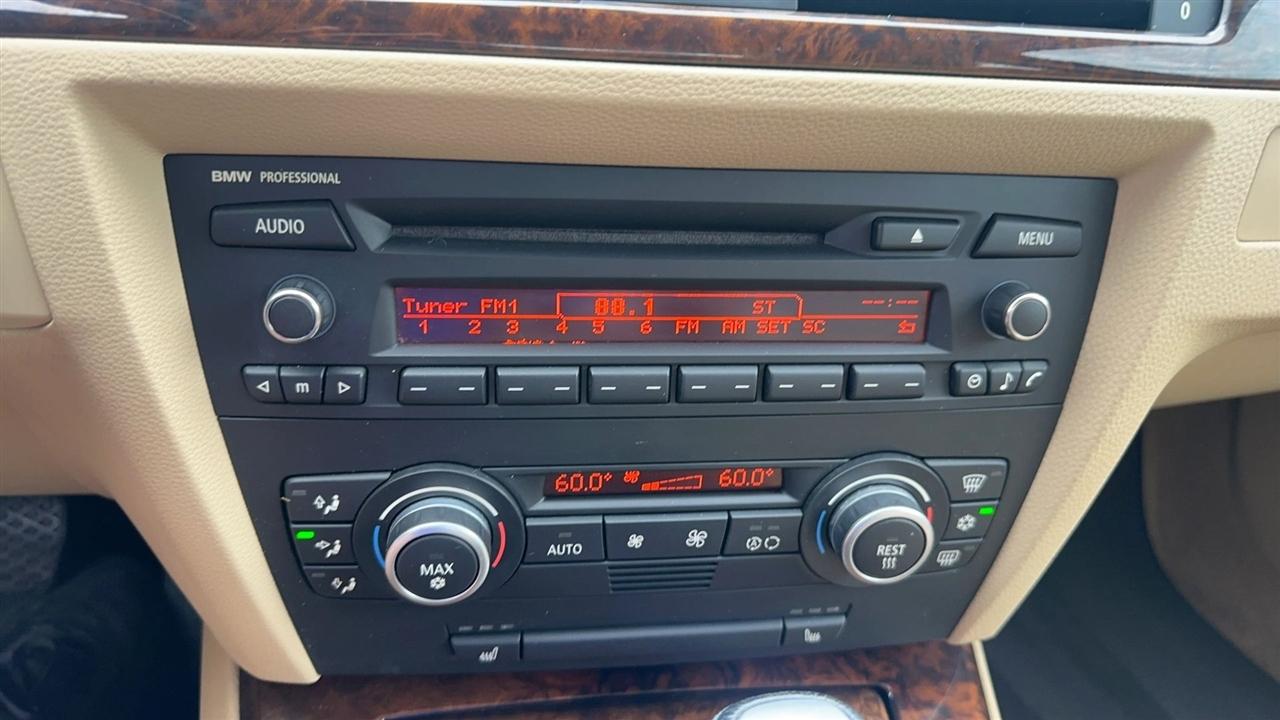 0
BMW PROFESSIONAL
AUDIO
MENU
Tuner FM1 88.1 ST --:--
1 2 3 4 5 6 FM AM SET SC
m
60.0° 60.0°
AUTO
MAX
REST